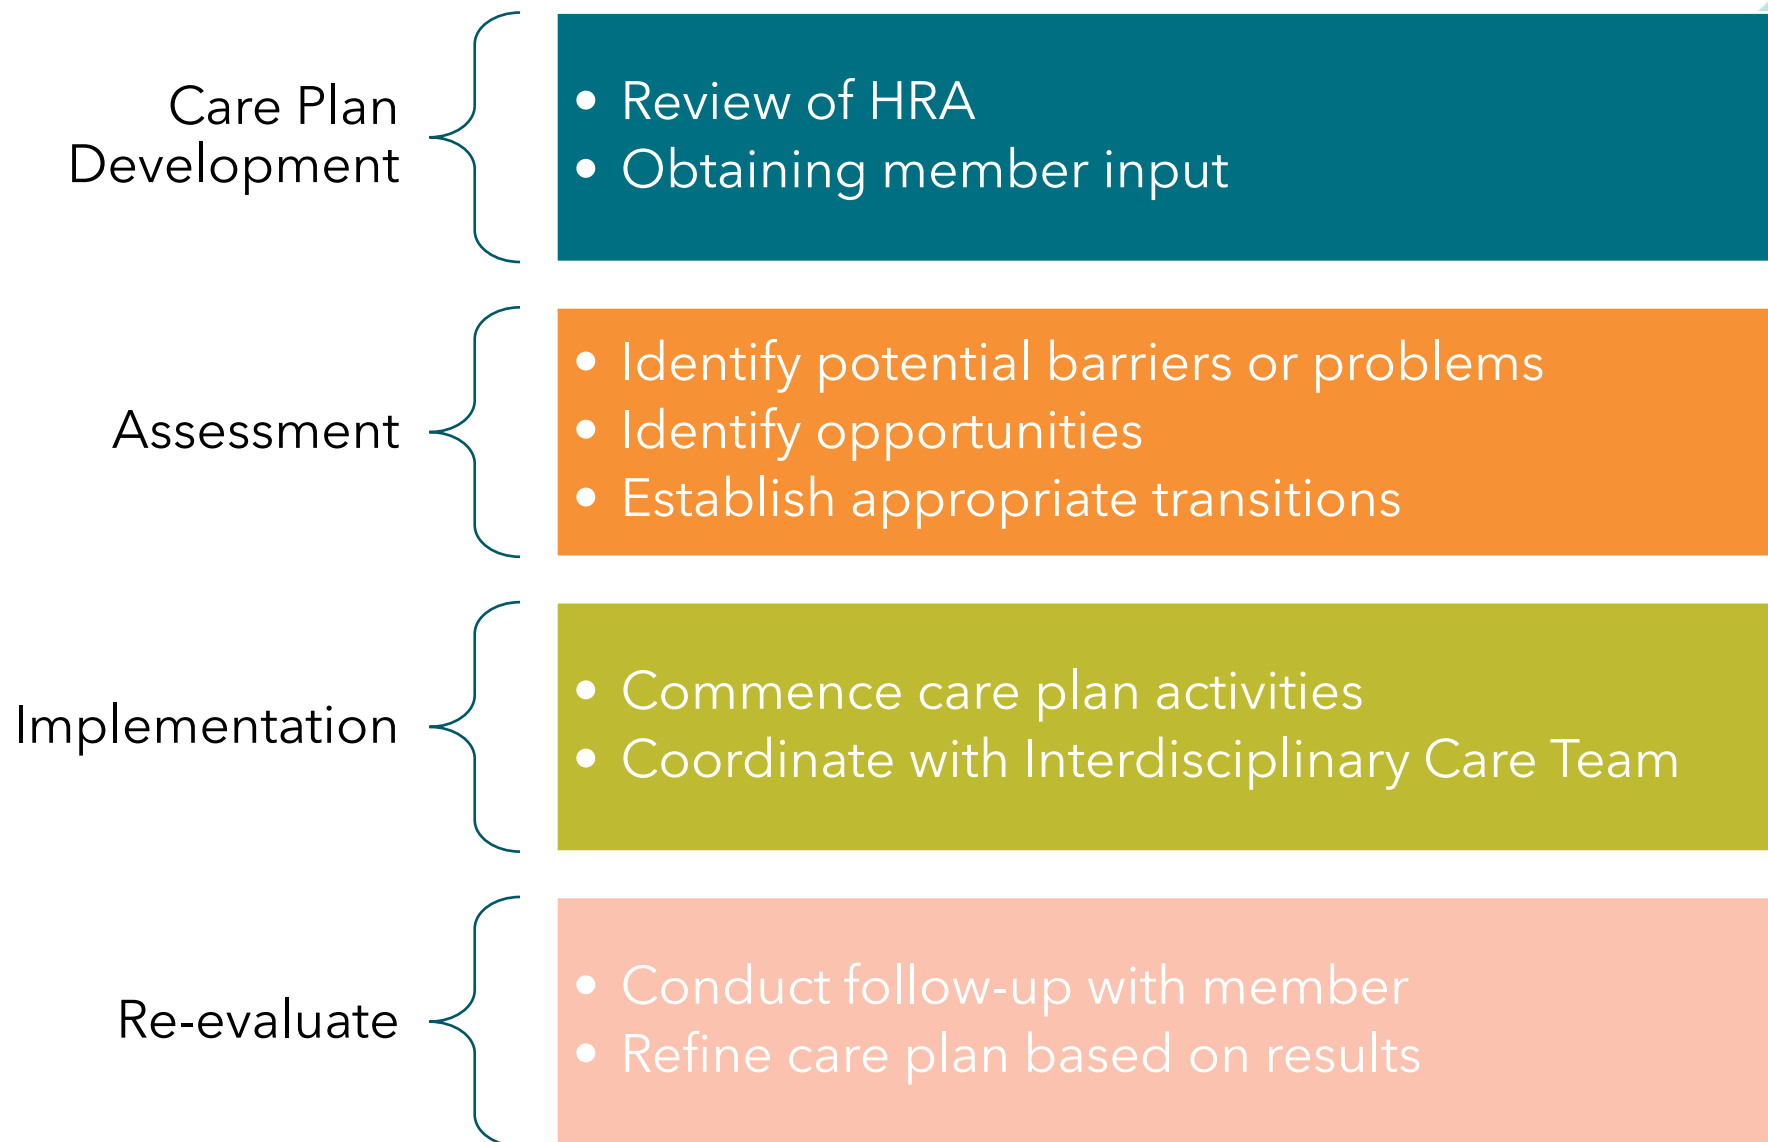 Care Plan
Development
• Review of HRA
• Obtaining member input
Assessment
• Identify potential barriers or problems
• Identify opportunities
• Establish appropriate transitions
Implementation
• Commence care plan activities
• Coordinate with Interdisciplinary Care Team
Re-evaluate
• Conduct follow-up with member
• Refine care plan based on results